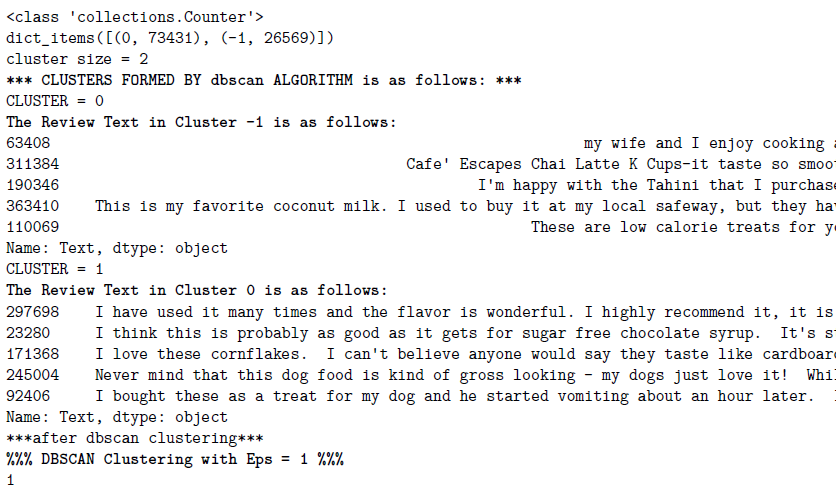 <class 'collections.Counter'>
dict_items([(0, 73431), (-1, 26569)])
cluster size = 2
*** CLUSTERS FORMED BY dbscan ALGORITHM is as follows: ***
CLUSTER = 0
The Review Text in Cluster -1 is as follows:
63408 my wife and I enjoy cooking
311384 Cafe' Escapes Chai Latte K Cups-it taste so smoo
190346 I'm happy with the Tahini that I purchase
363410 This is my favorite coconut milk. I used to buy it at my local safeway, but they ha
110069 These are low calorie treats for y
Name: Text, dtype: object
CLUSTER = 1
The Review Text in Cluster 0 is as follows:
297698 I have used it many times and the flavor is wonderful. I highly recommend it, it is
23280 I think this is probably as good as it gets for sugar free chocolate syrup. It's s
171368 I love these cornflakes. I can't believe anyone would say they taste like cardboar
245004 Never mind that this dog food is kind of gross looking - my dogs just love it! Whi
92406 I bought these as a treat for my dog and he started vomiting about an hour later.
Name: Text, dtype: object
***after dbscan clustering***
%%% DBSCAN Clustering with Eps = 1 %%%
1